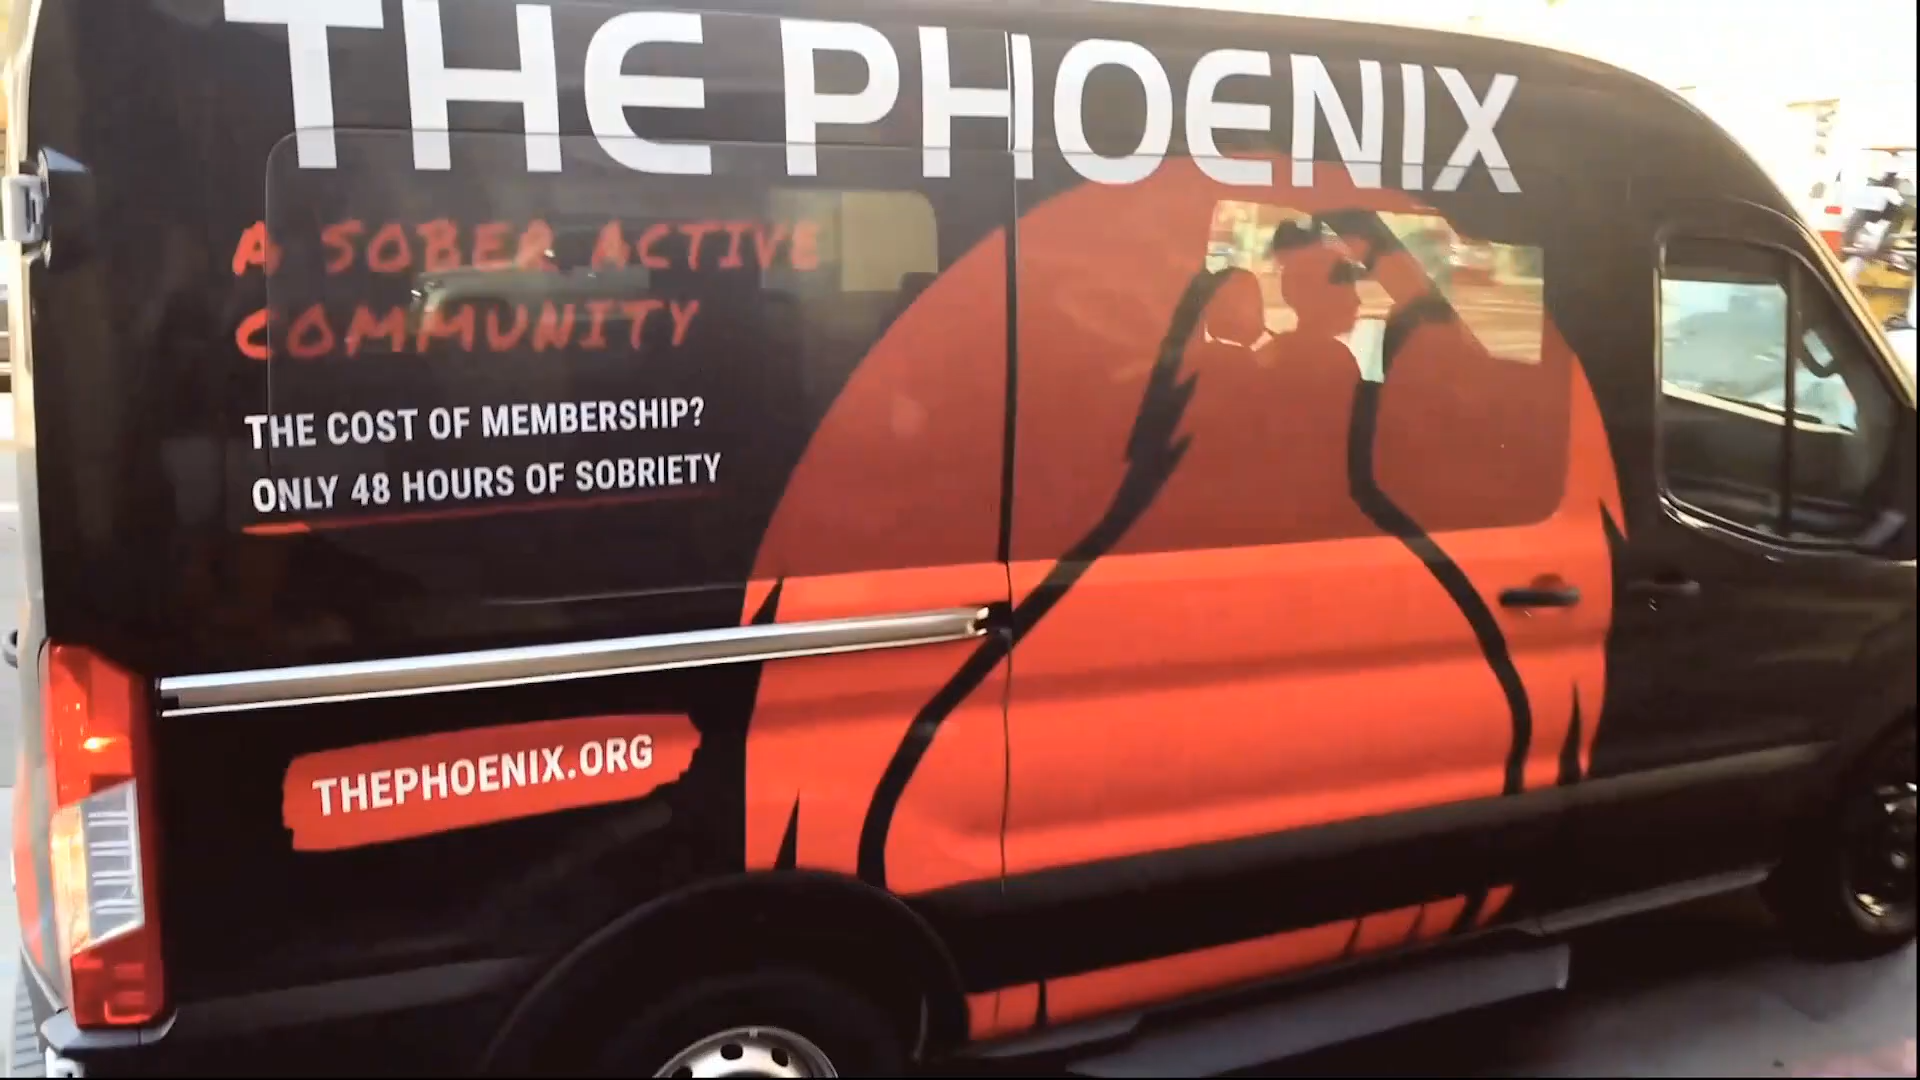 THE PHOENIX
A SOBER ACTIVE
COMMUNITY
THE COST OF MEMBERSHIP?
ONLY 48 HOURS OF SOBRIETY
THEPHOENIX.ORG